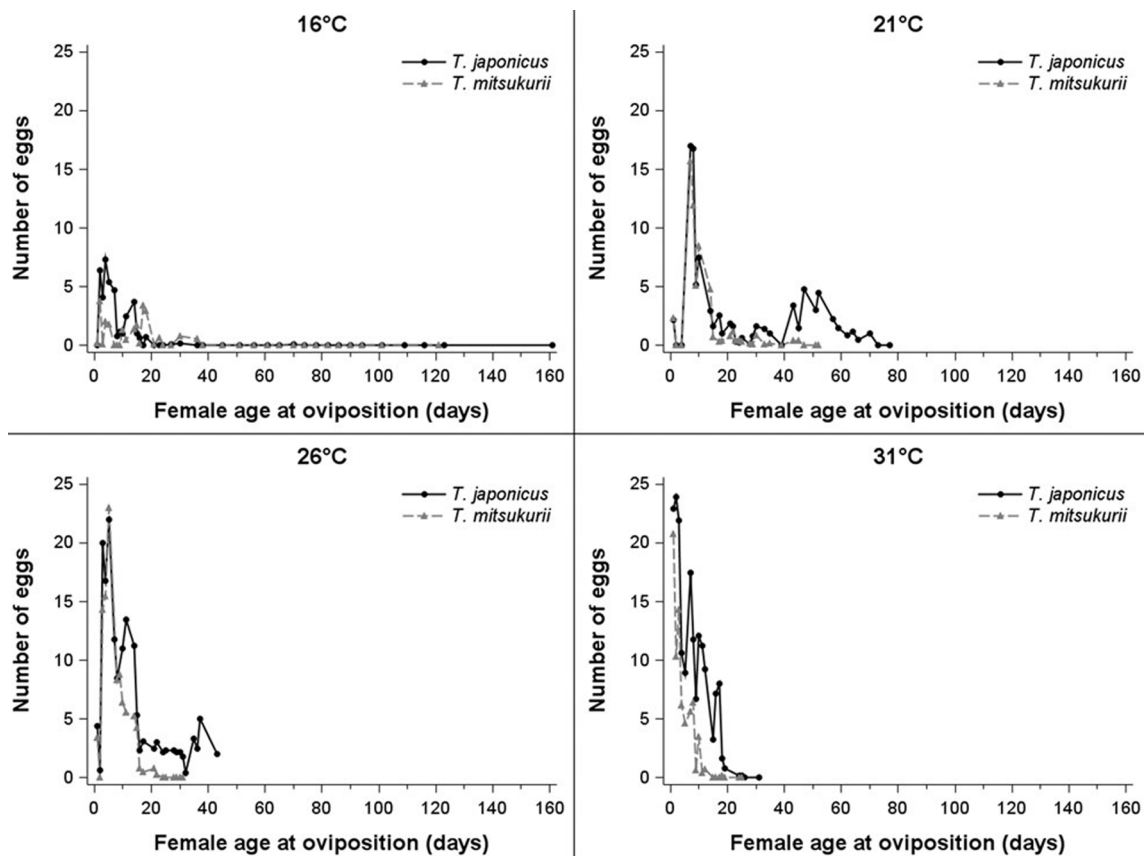 16°C
25
20
15
10
5
0
Number of eggs
T. japonicus
T. mitsukurii
0 20 40 60 80 100 120 140 160
Female age at oviposition (days)
21°C
25
20
15
10
5
0
Number of eggs
T. japonicus
T. mitsukurii
0 20 40 60 80 100 120 140 160
Female age at oviposition (days)
26°C
25
20
15
10
5
0
Number of eggs
T. japonicus
T. mitsukurii
0 20 40 60 80 100 120 140 160
Female age at oviposition (days)
31°C
25
20
15
10
5
0
Number of eggs
T. japonicus
T. mitsukurii
0 20 40 60 80 100 120 140 160
Female age at oviposition (days)